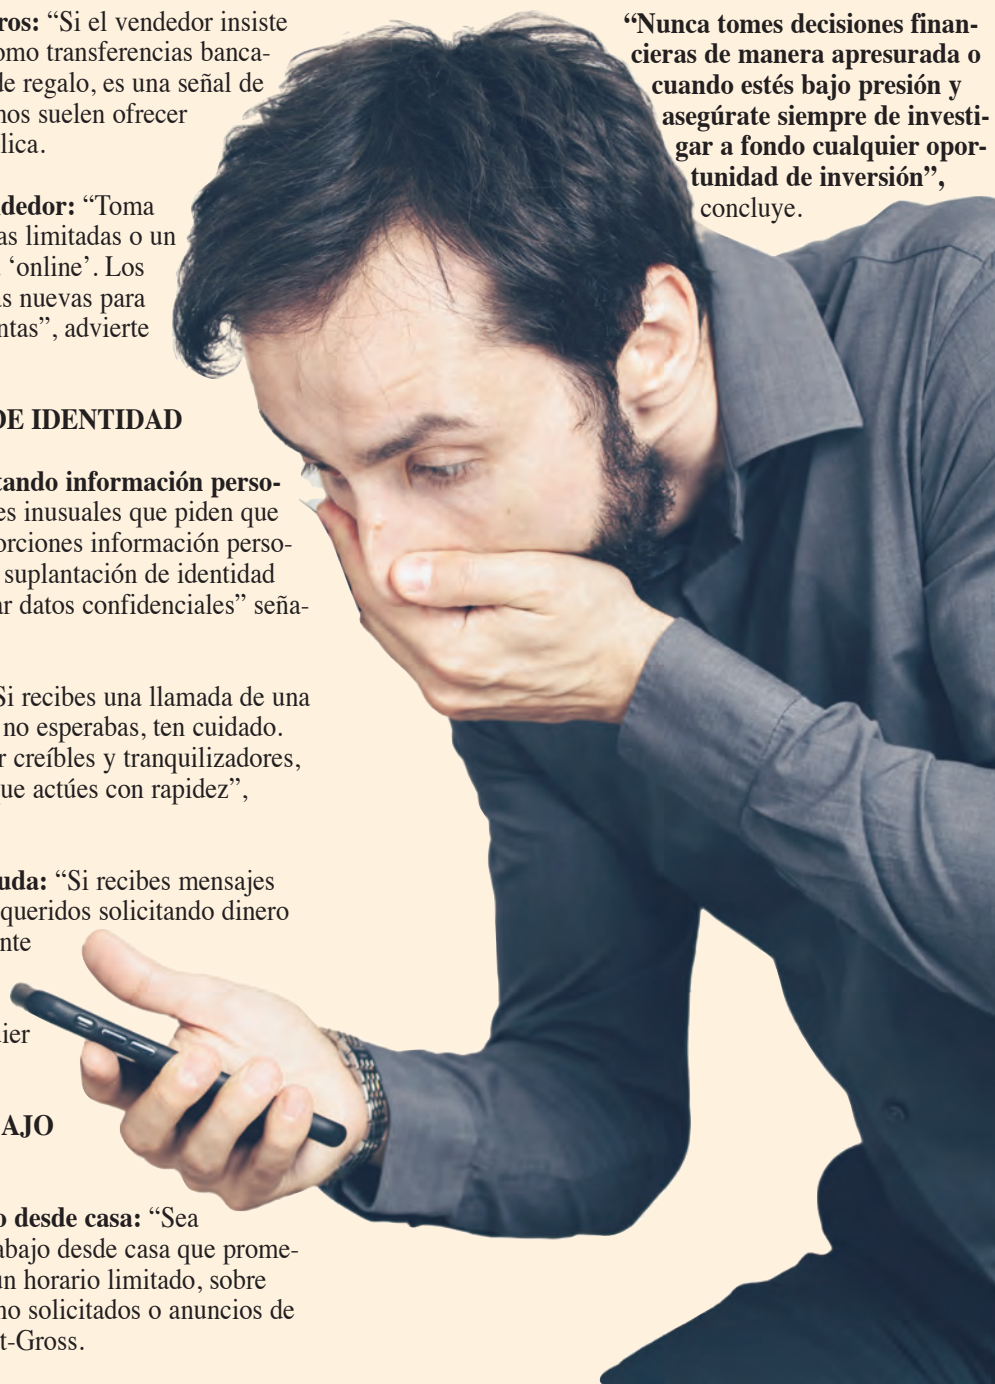 ros: “Si el vendedor insiste
omo transferencias banca-
de regalo, es una señal de
nos suelen ofrecer
lica.
dedor: “Toma
as limitadas o un
‘online’. Los
as nuevas para
ntas”, advierte
DE IDENTIDAD
tando información perso-
es inusuales que piden que
orciones información perso-
suplantación de identidad
ar datos confidenciales” seña-
Si recibes una llamada de una
no esperabas, ten cuidado.
r creíbles y tranquilizadores,
ue actúes con rapidez”,
uda: “Si recibes mensajes
queridos solicitando dinero
nte
ier
AJO
o desde casa: “Sea
abajo desde casa que prome-
un horario limitado, sobre
no solicitados o anuncios de
t-Gross.
“Nunca tomes decisiones finan-
cieras de manera apresurada o
cuando estés bajo presión y
asegúrate siempre de investi-
gar a fondo cualquier opor-
tunidad de inversión”,
concluye.